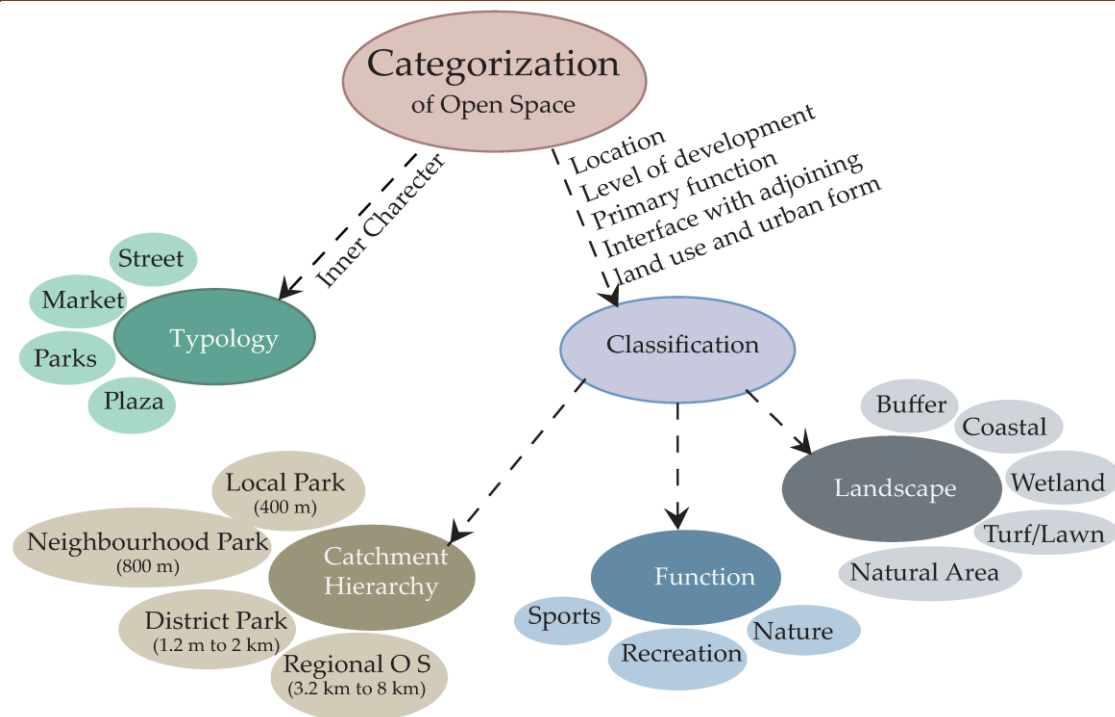 Categorization
of Open Space
Inner Charecter
Location
Level of development
Primary function
Interface with adjoining
land use and urban form
Street
Market
Parks
Plaza
Typology
Classification
Local Park
(400 m)
Neighbourhood Park
(800 m)
District Park
(1.2 m to 2 km)
Regional O S
(3.2 km to 8 km)
Catchment
Hierarchy
Function
Sports
Recreation
Nature
Landscape
Buffer
Coastal
Wetland
Turf/Lawn
Natural Area